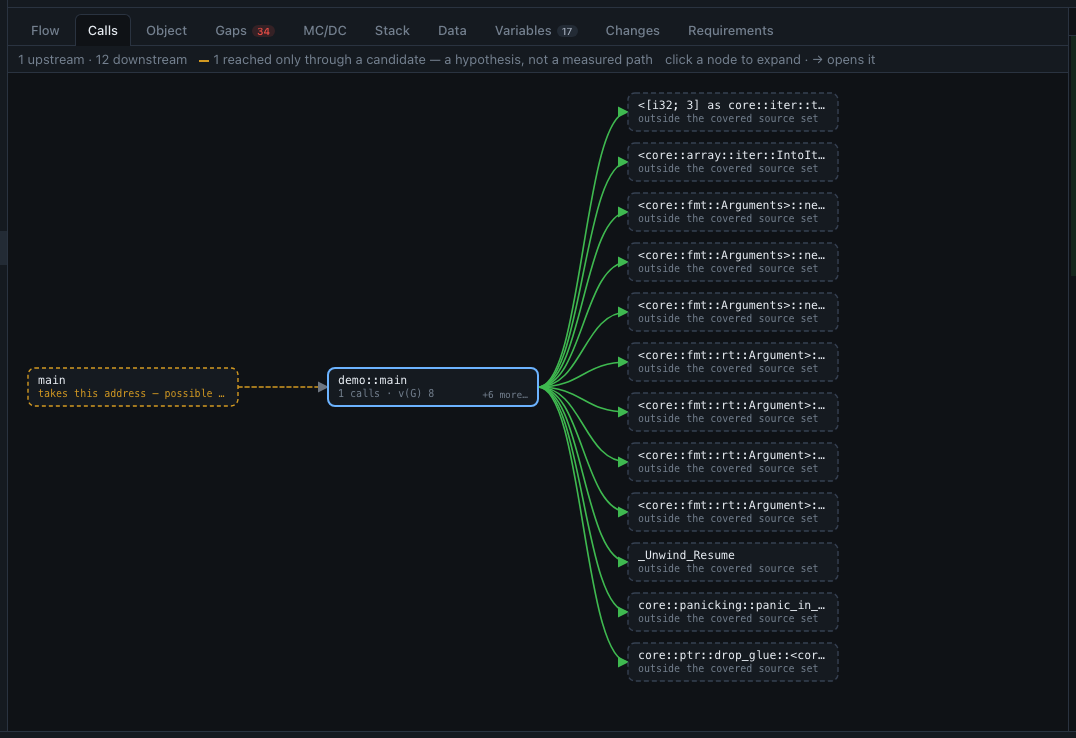 Flow Calls Object Gaps 34 MC/DC Stack Data Variables 17 Changes Requirements
1 upstream · 12 downstream — 1 reached only through a candidate — a hypothesis, not a measured path click a node to expand · → opens it
main
takes this address — possible …
demo::main
1 calls · v(G) 8 +6 more…
<[i32; 3] as core::iter::t…
outside the covered source set
<core::array::iter::IntoIt…
outside the covered source set
<core::fmt::Arguments>::ne…
outside the covered source set
<core::fmt::Arguments>::ne…
outside the covered source set
<core::fmt::Arguments>::ne…
outside the covered source set
<core::fmt::rt::Argument>:…
outside the covered source set
<core::fmt::rt::Argument>:…
outside the covered source set
<core::fmt::rt::Argument>:…
outside the covered source set
<core::fmt::rt::Argument>:…
outside the covered source set
_Unwind_Resume
outside the covered source set
core::panicking::panic_in_…
outside the covered source set
core::ptr::drop_glue::<cor…
outside the covered source set